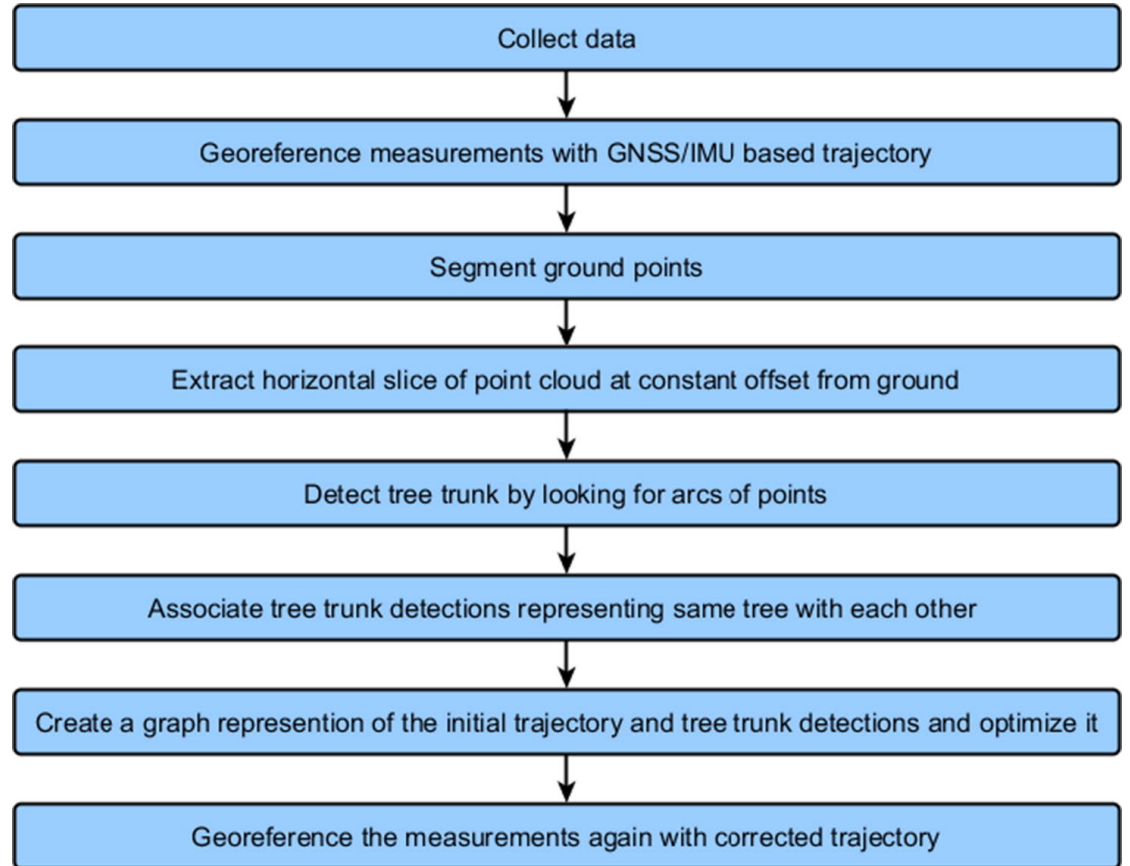 Collect data
Georeference measurements with GNSS/IMU based trajectory
Segment ground points
Extract horizontal slice of point cloud at constant offset from ground
Detect tree trunk by looking for arcs of points
Associate tree trunk detections representing same tree with each other
Create a graph represention of the initial trajectory and tree trunk detections and optimize it
Georeference the measurements again with corrected trajectory